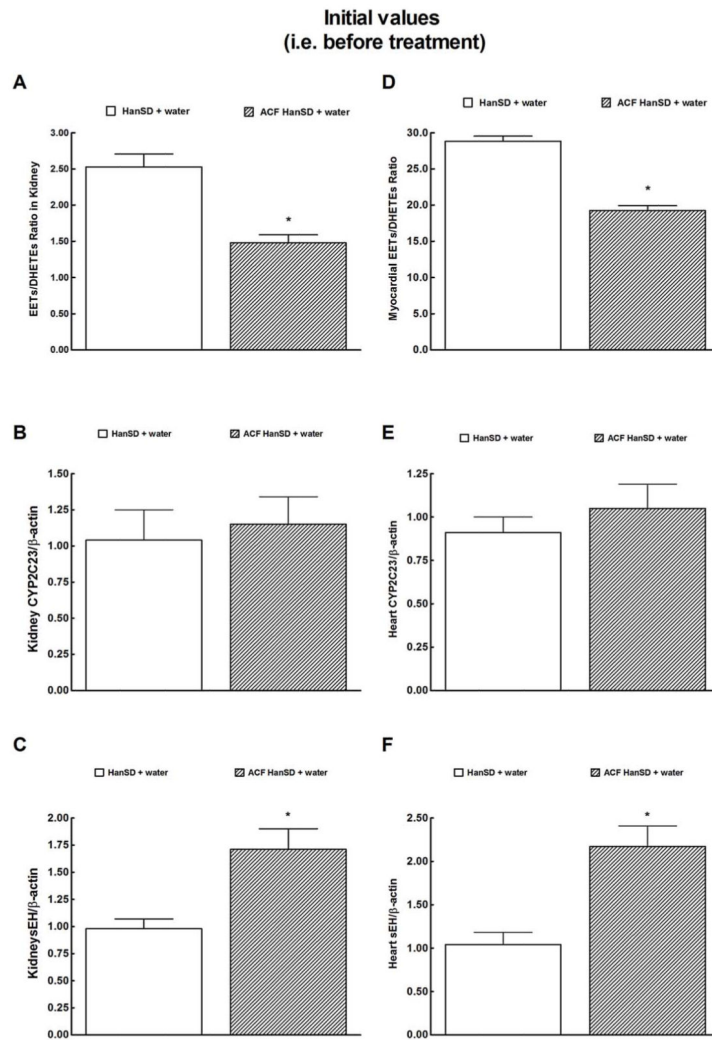 Initial values
(i.e. before treatment)
A
HanSD + water
ACF HanSD + water
EETs/DHETEs Ratio in Kidney
3.00
2.50
2.00
1.50
1.00
0.50
0.00
*
D
HanSD + water
ACF HanSD + water
Myocardial EETs/DHETEs Ratio
30.0
25.0
20.0
15.0
10.0
5.0
0.0
*
B
HanSD + water
ACF HanSD + water
Kidney CYP2C23/β-actin
1.50
1.25
1.00
0.75
0.50
0.25
0.00
E
HanSD + water
ACF HanSD + water
Heart CYP2C23/β-actin
1.25
1.00
0.75
0.50
0.25
0.00
C
HanSD + water
ACF HanSD + water
KidneysEH/β-actin
2.00
1.75
1.50
1.25
1.00
0.75
0.50
0.25
0.00
*
F
HanSD + water
ACF HanSD + water
Heart sEH/β-actin
2.50
2.00
1.50
1.00
0.50
0.00
*